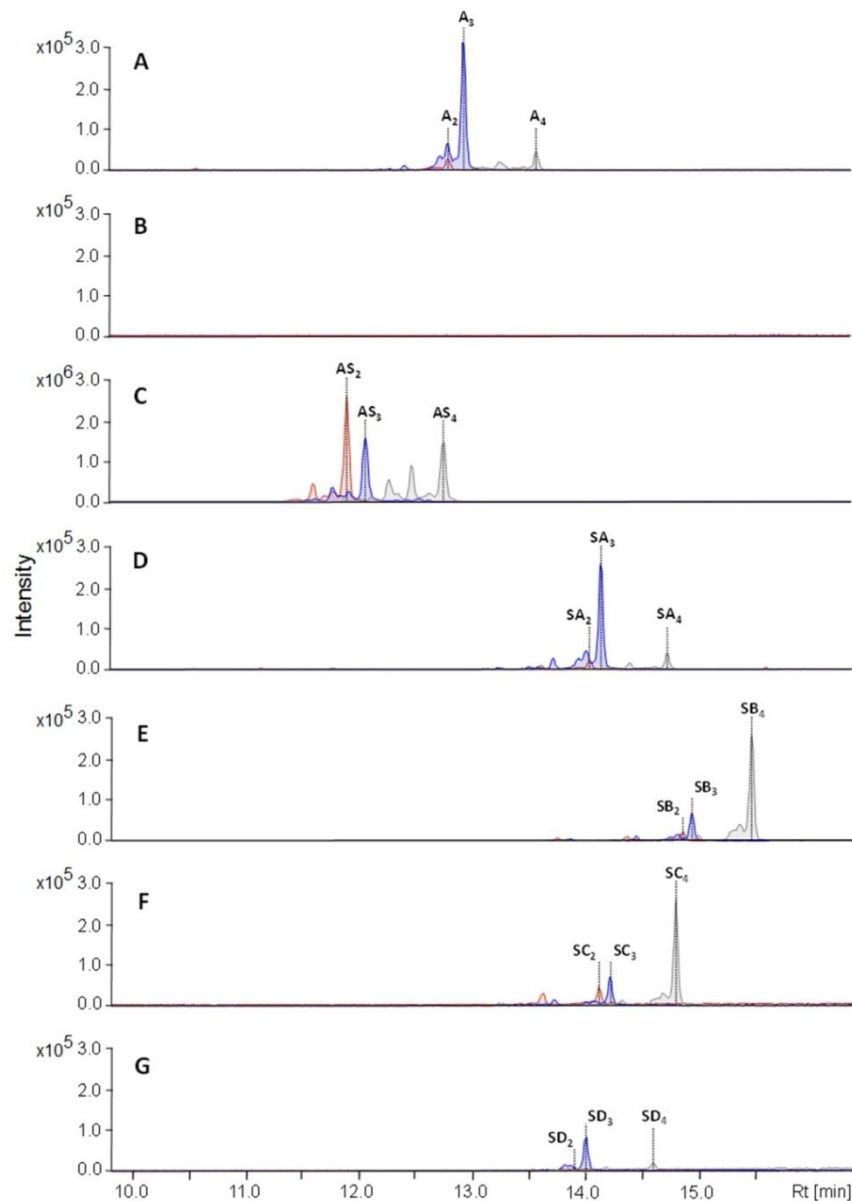 A₃
x10⁵ 3.0
A
2.0
A₂
A₄
1.0
0.0
x10⁵ 3.0
B
2.0
1.0
0.0
AS₂
x10⁶ 3.0
C
AS₃
AS₄
2.0
1.0
0.0
SA₃
x10⁵ 3.0
D
2.0
SA₂
SA₄
1.0
0.0
Intensity
SB₄
x10⁵ 3.0
E
2.0
SB₃
SB₂
1.0
0.0
SC₄
x10⁵ 3.0
F
2.0
SC₂ SC₃
1.0
0.0
x10⁵ 3.0
G
2.0
SD₃ SD₄
SD₂
1.0
0.0
10.0 11.0 12.0 13.0 14.0 15.0 Rt [min]